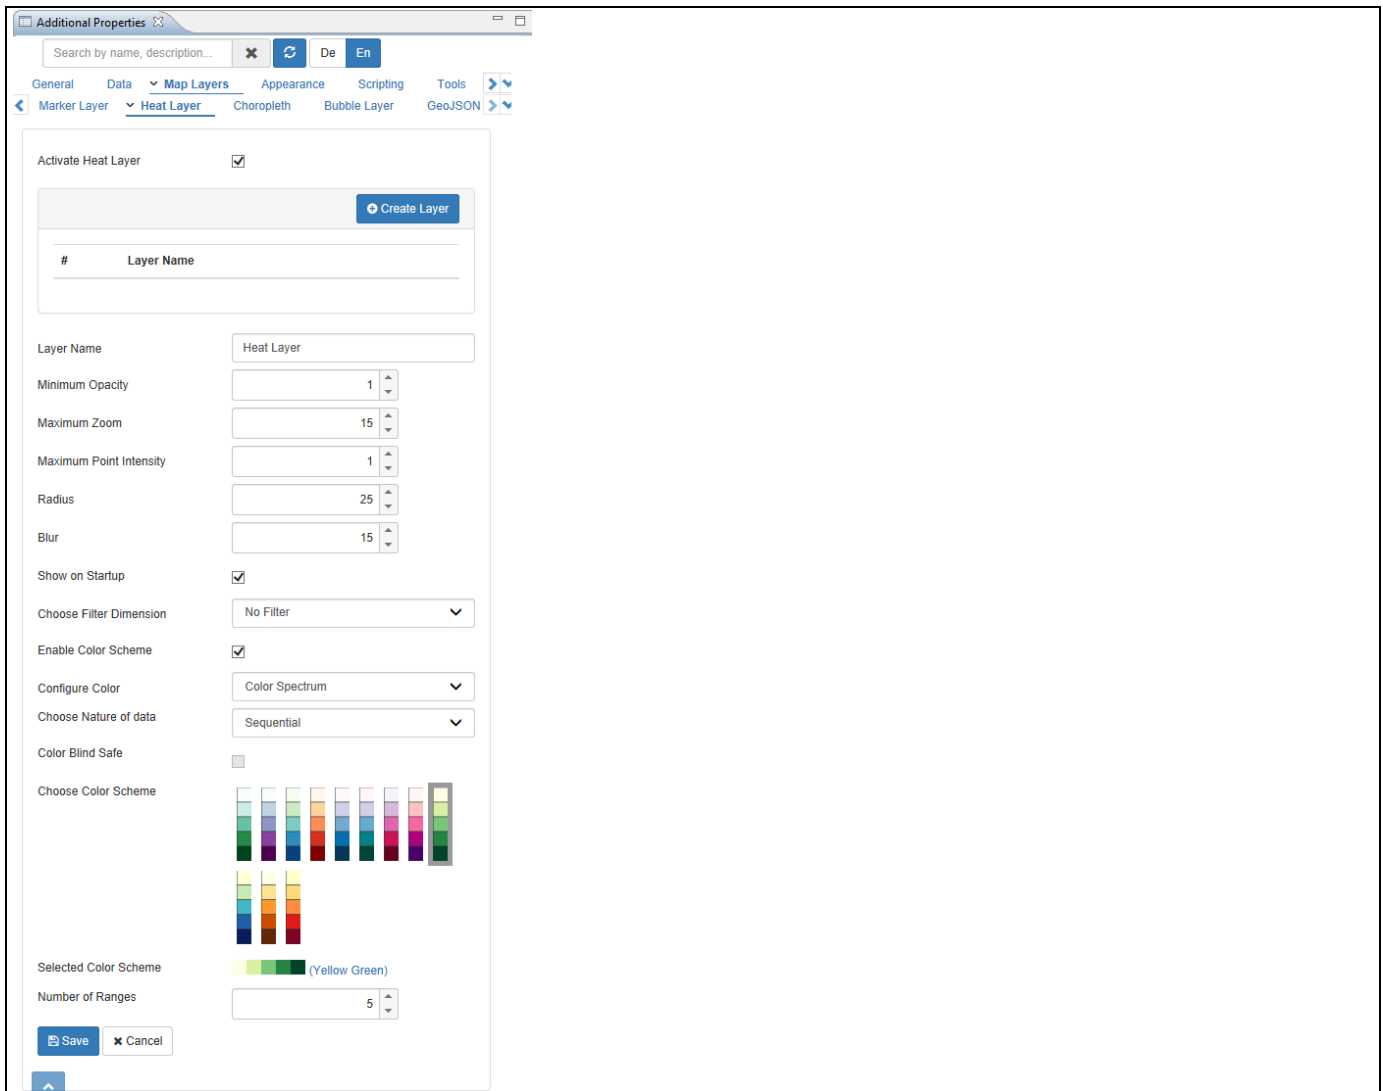 Additional Properties
Search by name, description... De En
General Data Map Layers Appearance Scripting Tools
Marker Layer Heat Layer Choropleth Bubble Layer GeoJSON
Activate Heat Layer
Create Layer
# Layer Name
Layer Name Heat Layer
Minimum Opacity 1
Maximum Zoom 15
Maximum Point Intensity 1
Radius 25
Blur 15
Show on Startup
Choose Filter Dimension No Filter
Enable Color Scheme
Configure Color Color Spectrum
Choose Nature of data Sequential
Color Blind Safe
Choose Color Scheme
Selected Color Scheme (Yellow Green)
Number of Ranges 5
Save Cancel